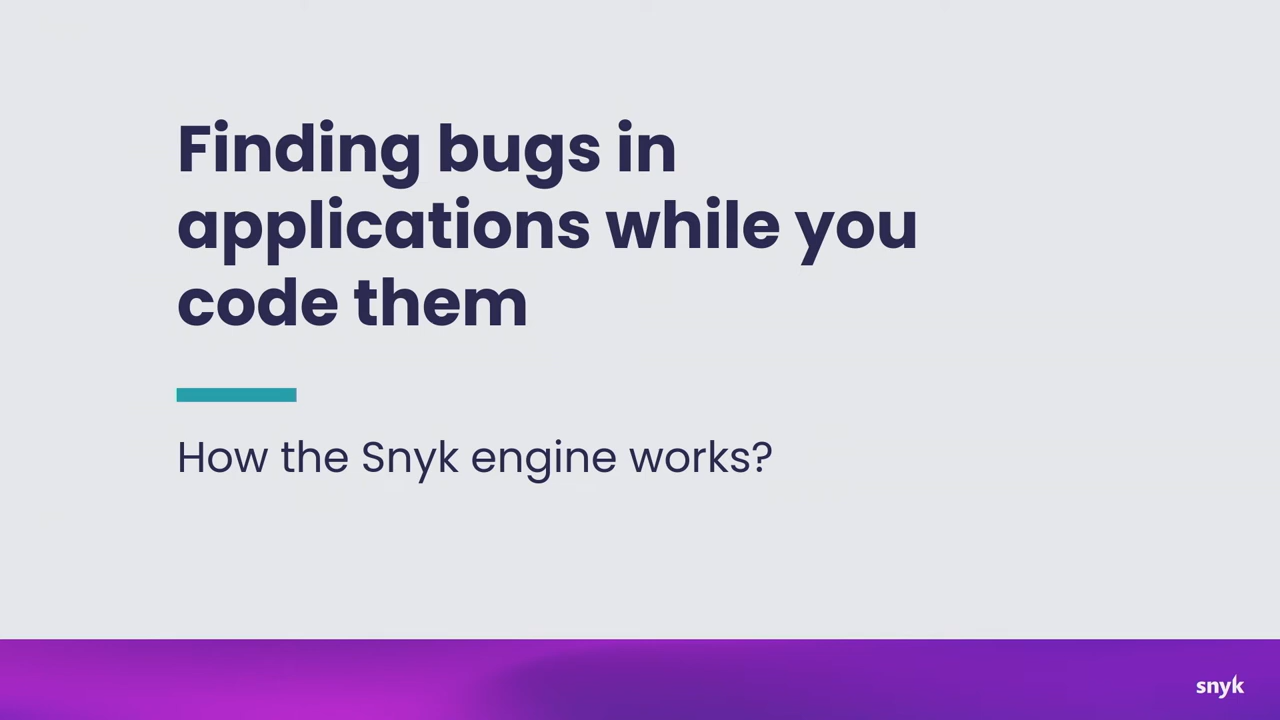 Finding bugs in
applications while you
code them
How the Snyk engine works?
snyk